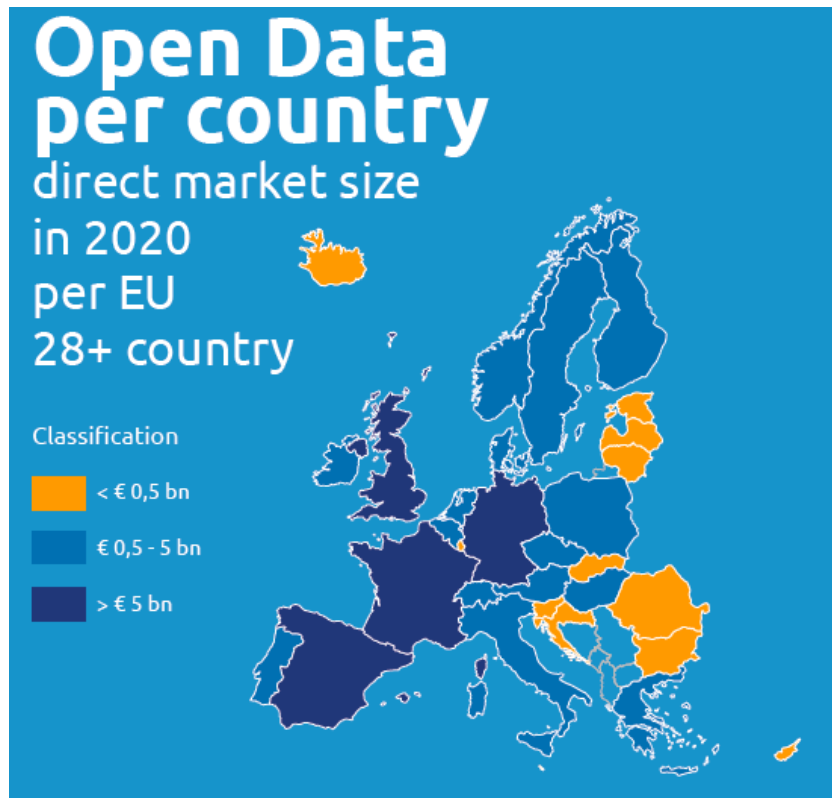 Open Data
per country
direct market size
in 2020
per EU
28+ country
Classification
< € 0,5 bn
€ 0,5 - 5 bn
> € 5 bn